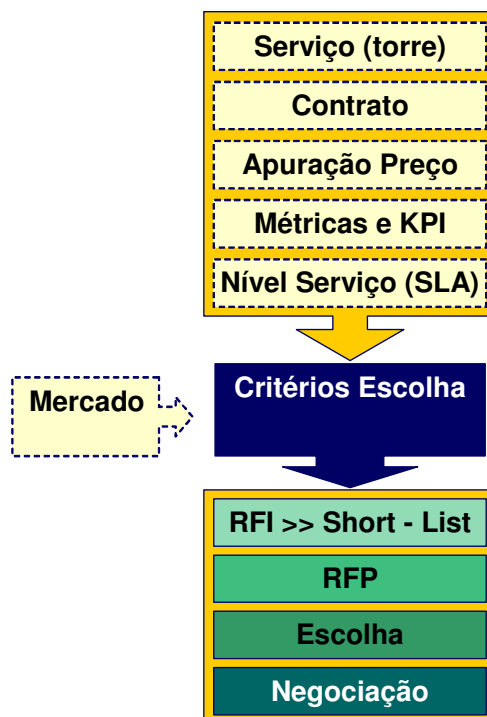 Serviço (torre)
Contrato
Apuração Preço
Métricas e KPI
Nível Serviço (SLA)
Mercado
Critérios Escolha
RFI >> Short - List
RFP
Escolha
Negociação